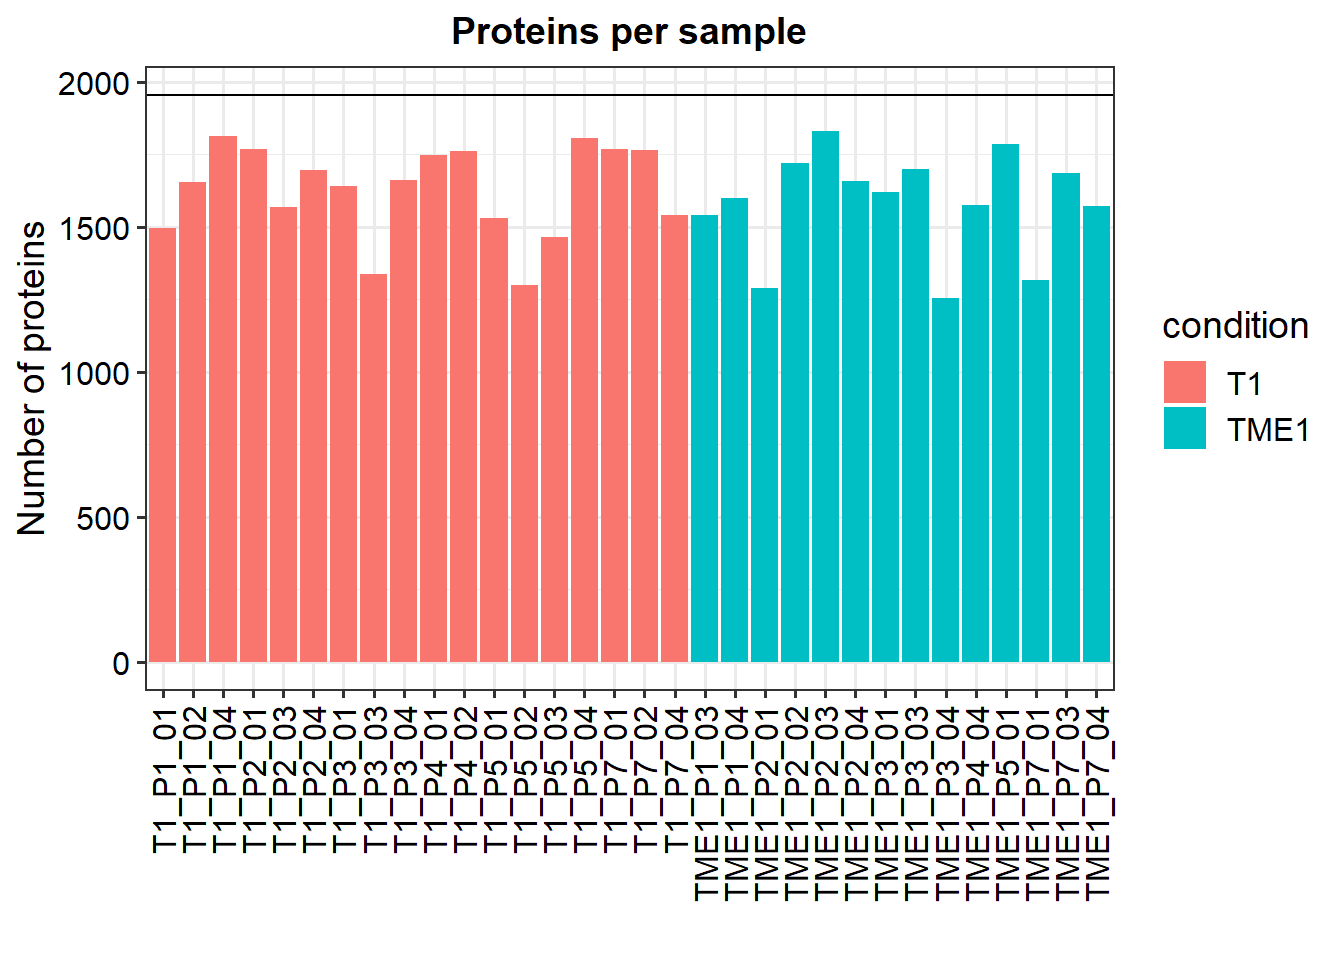 Proteins per sample
Number of proteins
2000
1500
1000
500
0
T1_P1_01
T1_P1_02
T1_P1_04
T1_P2_01
T1_P2_03
T1_P2_04
T1_P3_01
T1_P3_03
T1_P3_04
T1_P4_01
T1_P4_02
T1_P5_01
T1_P5_02
T1_P5_03
T1_P5_04
T1_P7_01
T1_P7_02
T1_P7_04
TME1_P1_03
TME1_P1_04
TME1_P2_01
TME1_P2_02
TME1_P2_03
TME1_P2_04
TME1_P3_01
TME1_P3_03
TME1_P3_04
TME1_P4_04
TME1_P5_01
TME1_P7_01
TME1_P7_03
TME1_P7_04
condition
T1
TME1